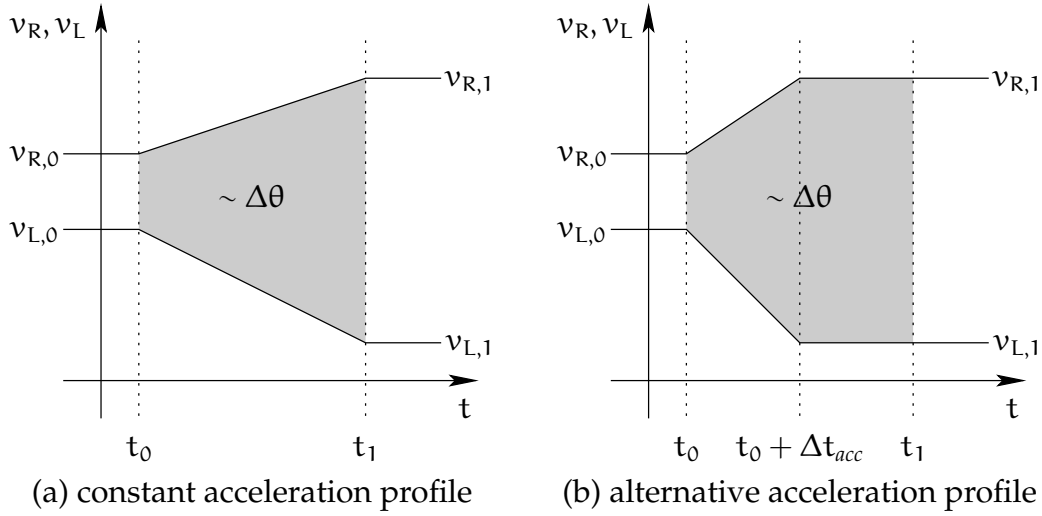 v_R, v_L
v_R, v_L
v_R,1
v_R,1
v_R,0
v_R,0
~ Δθ
~ Δθ
v_L,0
v_L,0
v_L,1
v_L,1
t
t
t_0
t_1
t_0
t_0 + Δt_acc
t_1
(a) constant acceleration profile
(b) alternative acceleration profile